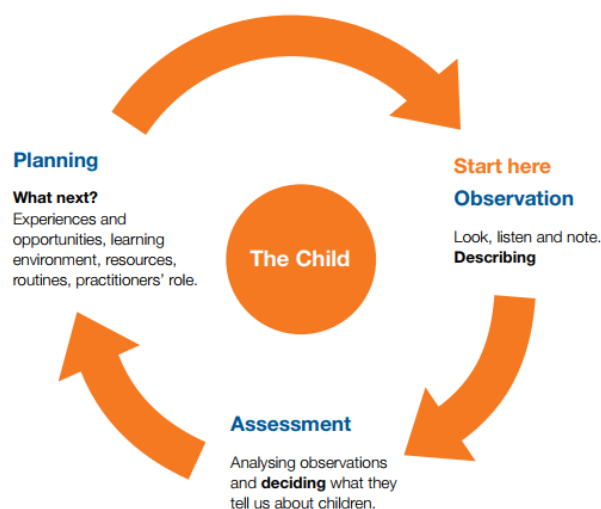 Planning
What next?
Experiences and
opportunities, learning
environment, resources,
routines, practitioners' role.
The Child
Start here
Observation
Look, listen and note.
Describing
Assessment
Analysing observations
and deciding what they
tell us about children.